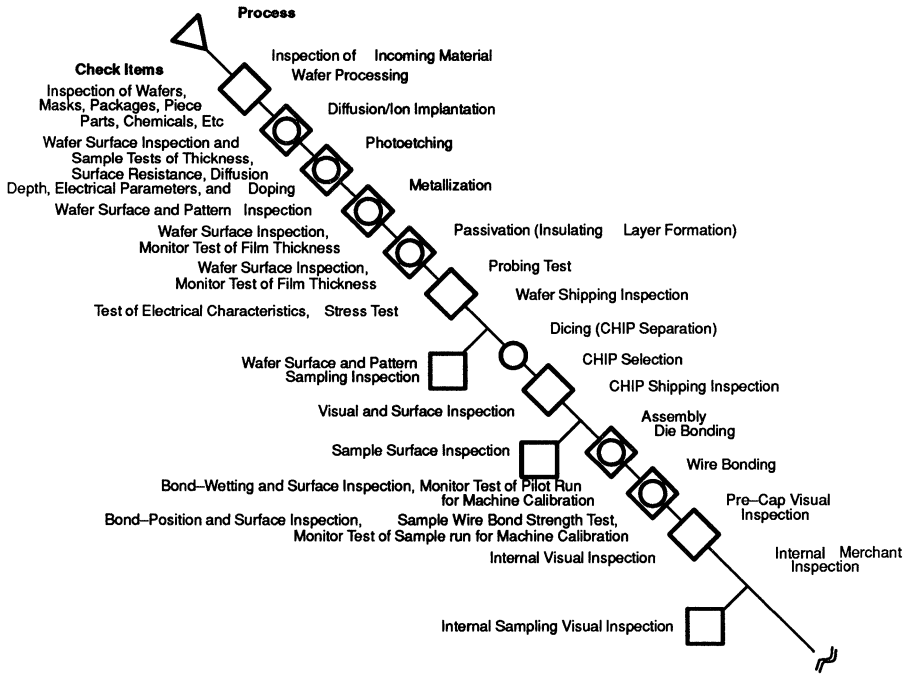 Process
Inspection of Incoming Material
Wafer Processing
Check Items
Inspection of Wafers,
Masks, Packages, Piece
Parts, Chemicals, Etc
Diffusion/Ion Implantation
Wafer Surface Inspection and
Sample Tests of Thickness,
Surface Resistance, Diffusion
Depth, Electrical Parameters, and Doping
Photoetching
Wafer Surface and Pattern Inspection
Metallization
Wafer Surface Inspection,
Monitor Test of Film Thickness
Passivation (Insulating Layer Formation)
Wafer Surface Inspection,
Monitor Test of Film Thickness
Probing Test
Test of Electrical Characteristics, Stress Test
Wafer Shipping Inspection
Wafer Surface and Pattern
Sampling Inspection
Dicing (CHIP Separation)
CHIP Selection
Visual and Surface Inspection
CHIP Shipping Inspection
Sample Surface Inspection
Assembly
Die Bonding
Bond–Wetting and Surface Inspection, Monitor Test of Pilot Run
for Machine Calibration
Wire Bonding
Bond–Position and Surface Inspection, Sample Wire Bond Strength Test,
Monitor Test of Sample run for Machine Calibration
Pre–Cap Visual
Inspection
Internal Visual Inspection
Internal Merchant
Inspection
Internal Sampling Visual Inspection